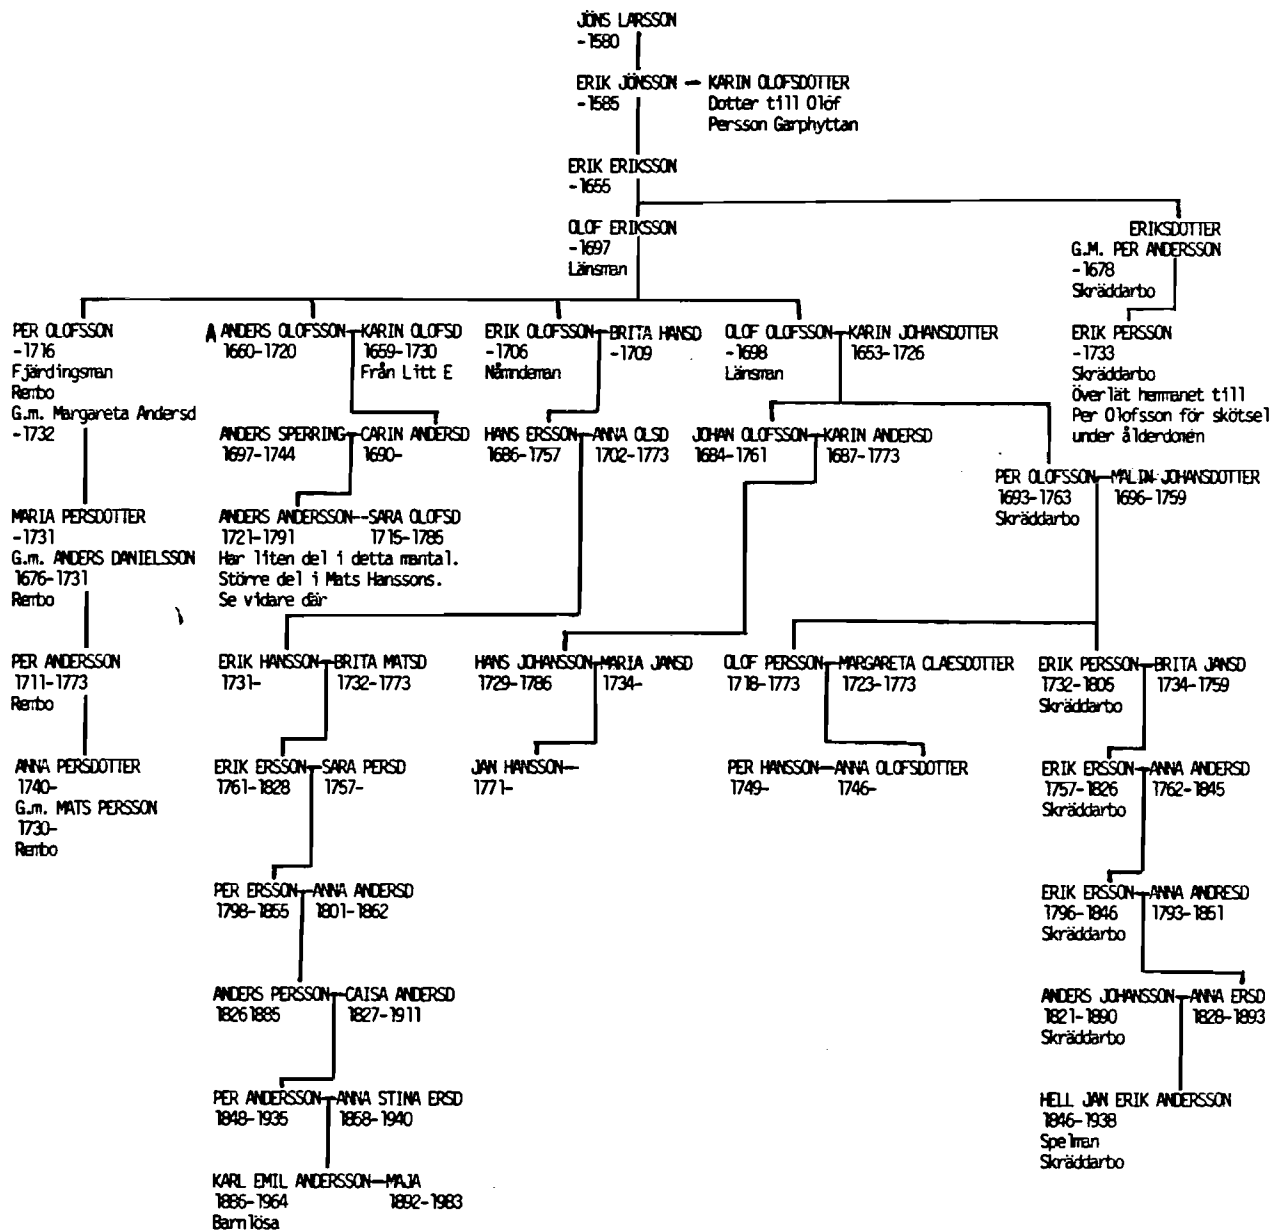 JÖNS LARSSON
-1580
ERIK JÖNSSON — KARIN OLOFSDOTTER
-1585
Dotter till Olof
Persson Garphyttan
ERIK ERIKSSON
-1655
OLOF ERIKSSON
-1697
Länsman
ERIKSDOTTER
G.M. PER ANDERSSON
-1678
Skräddarbo
PER OLOFSSON
-1716
Fjärdingsman
Rembo
G.m. Margareta Andersd
-1732
A ANDERS OLOFSSON KARIN OLOFSD
1660-1720 1659-1730
Från Litt E
ERIK OLOFSSON BRITA HANSD
-1706 -1709
Nämndeman
OLOF OLOFSSON KARIN JOHANSDOTTER
-1698 1653-1726
Länsman
ERIK PERSSON
-1733
Skräddarbo
Överlät hemmanet till
Per Olofsson för skötsel
under ålderdomen
ANDERS SPERRING CARIN ANDERSD
1697-1744 1690-
HANS ERSSON ANNA OLSD
1686-1757 1702-1773
JOHAN OLOFSSON KARIN ANDERSD
1684-1761 1687-1773
PER OLOFSSON MALIN JOHANSDOTTER
1693-1763 1696-1759
Skräddarbo
MARIA PERSDOTTER
-1731
G.m. ANDERS DANIELSSON
1676-1731
Rembo
ANDERS ANDERSSON--SARA OLOFSD
1721-1791 1715-1785
Har liten del i detta mantal.
Större del i Mats Hanssons.
Se vidare där
PER ANDERSSON
1711-1773
Rembo
ERIK HANSSON BRITA MATSD
1731- 1732-1773
HANS JOHANSSON MARIA JANSD
1729-1786 1734-
OLOF PERSSON MARGARETA CLAESDOTTER
1718-1773 1723-1773
ERIK PERSSON BRITA JANSD
1732-1805 1734-1759
Skräddarbo
ANNA PERSDOTTER
1740-
G.m. MATS PERSSON
1730-
Rembo
ERIK ERSSON SARA PERSD
1761-1828 1757-
JAN HANSSON—
1771-
PER HANSSON—ANNA OLOFSDOTTER
1749- 1746-
ERIK ERSSON ANNA ANDERSD
1757-1826 1762-1845
Skräddarbo
PER ERSSON ANNA ANDERSD
1798-1855 1801-1862
ERIK ERSSON ANNA ANDRESD
1796-1846 1793-1851
Skräddarbo
ANDERS PERSSON CAISA ANDERSD
18261885 1827-1911
ANDERS JOHANSSON ANNA ERSD
1821-1890 1828-1893
Skräddarbo
PER ANDERSSON ANNA STINA ERSD
1848-1935 1858-1940
HELL JAN ERIK ANDERSSON
1846-1938
Spelman
Skräddarbo
KARL EMIL ANDERSSON—MAJA
1886-1964 1892-1983
Barnlösa